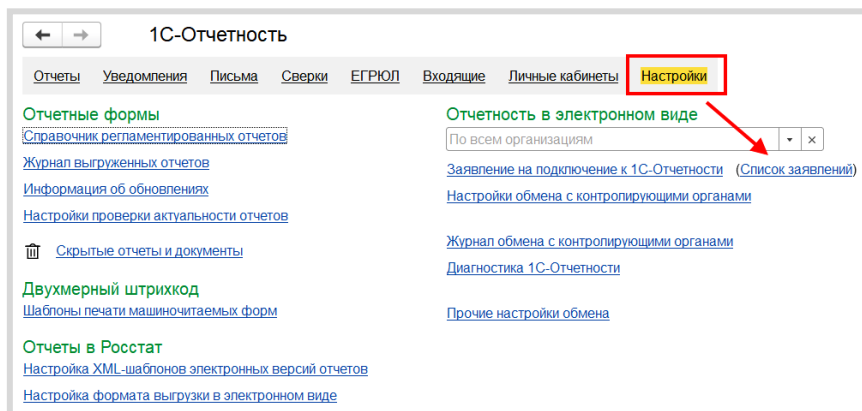 1С-Отчетность
Отчеты Уведомления Письма Сверки ЕГРЮЛ Входящие Личные кабинеты Настройки
Отчетные формы
Справочник регламентированных отчетов
Журнал выгруженных отчетов
Информация об обновлениях
Настройки проверки актуальности отчетов
Скрытые отчеты и документы
Двухмерный штрихкод
Шаблоны печати машиночитаемых форм
Отчеты в Росстат
Настройка XML-шаблонов электронных версий отчетов
Настройка формата выгрузки в электронном виде
Отчетность в электронном виде
По всем организациям
Заявление на подключение к 1С-Отчетности (Список заявлений)
Настройки обмена с контролирующими органами
Журнал обмена с контролирующими органами
Диагностика 1С-Отчетности
Прочие настройки обмена